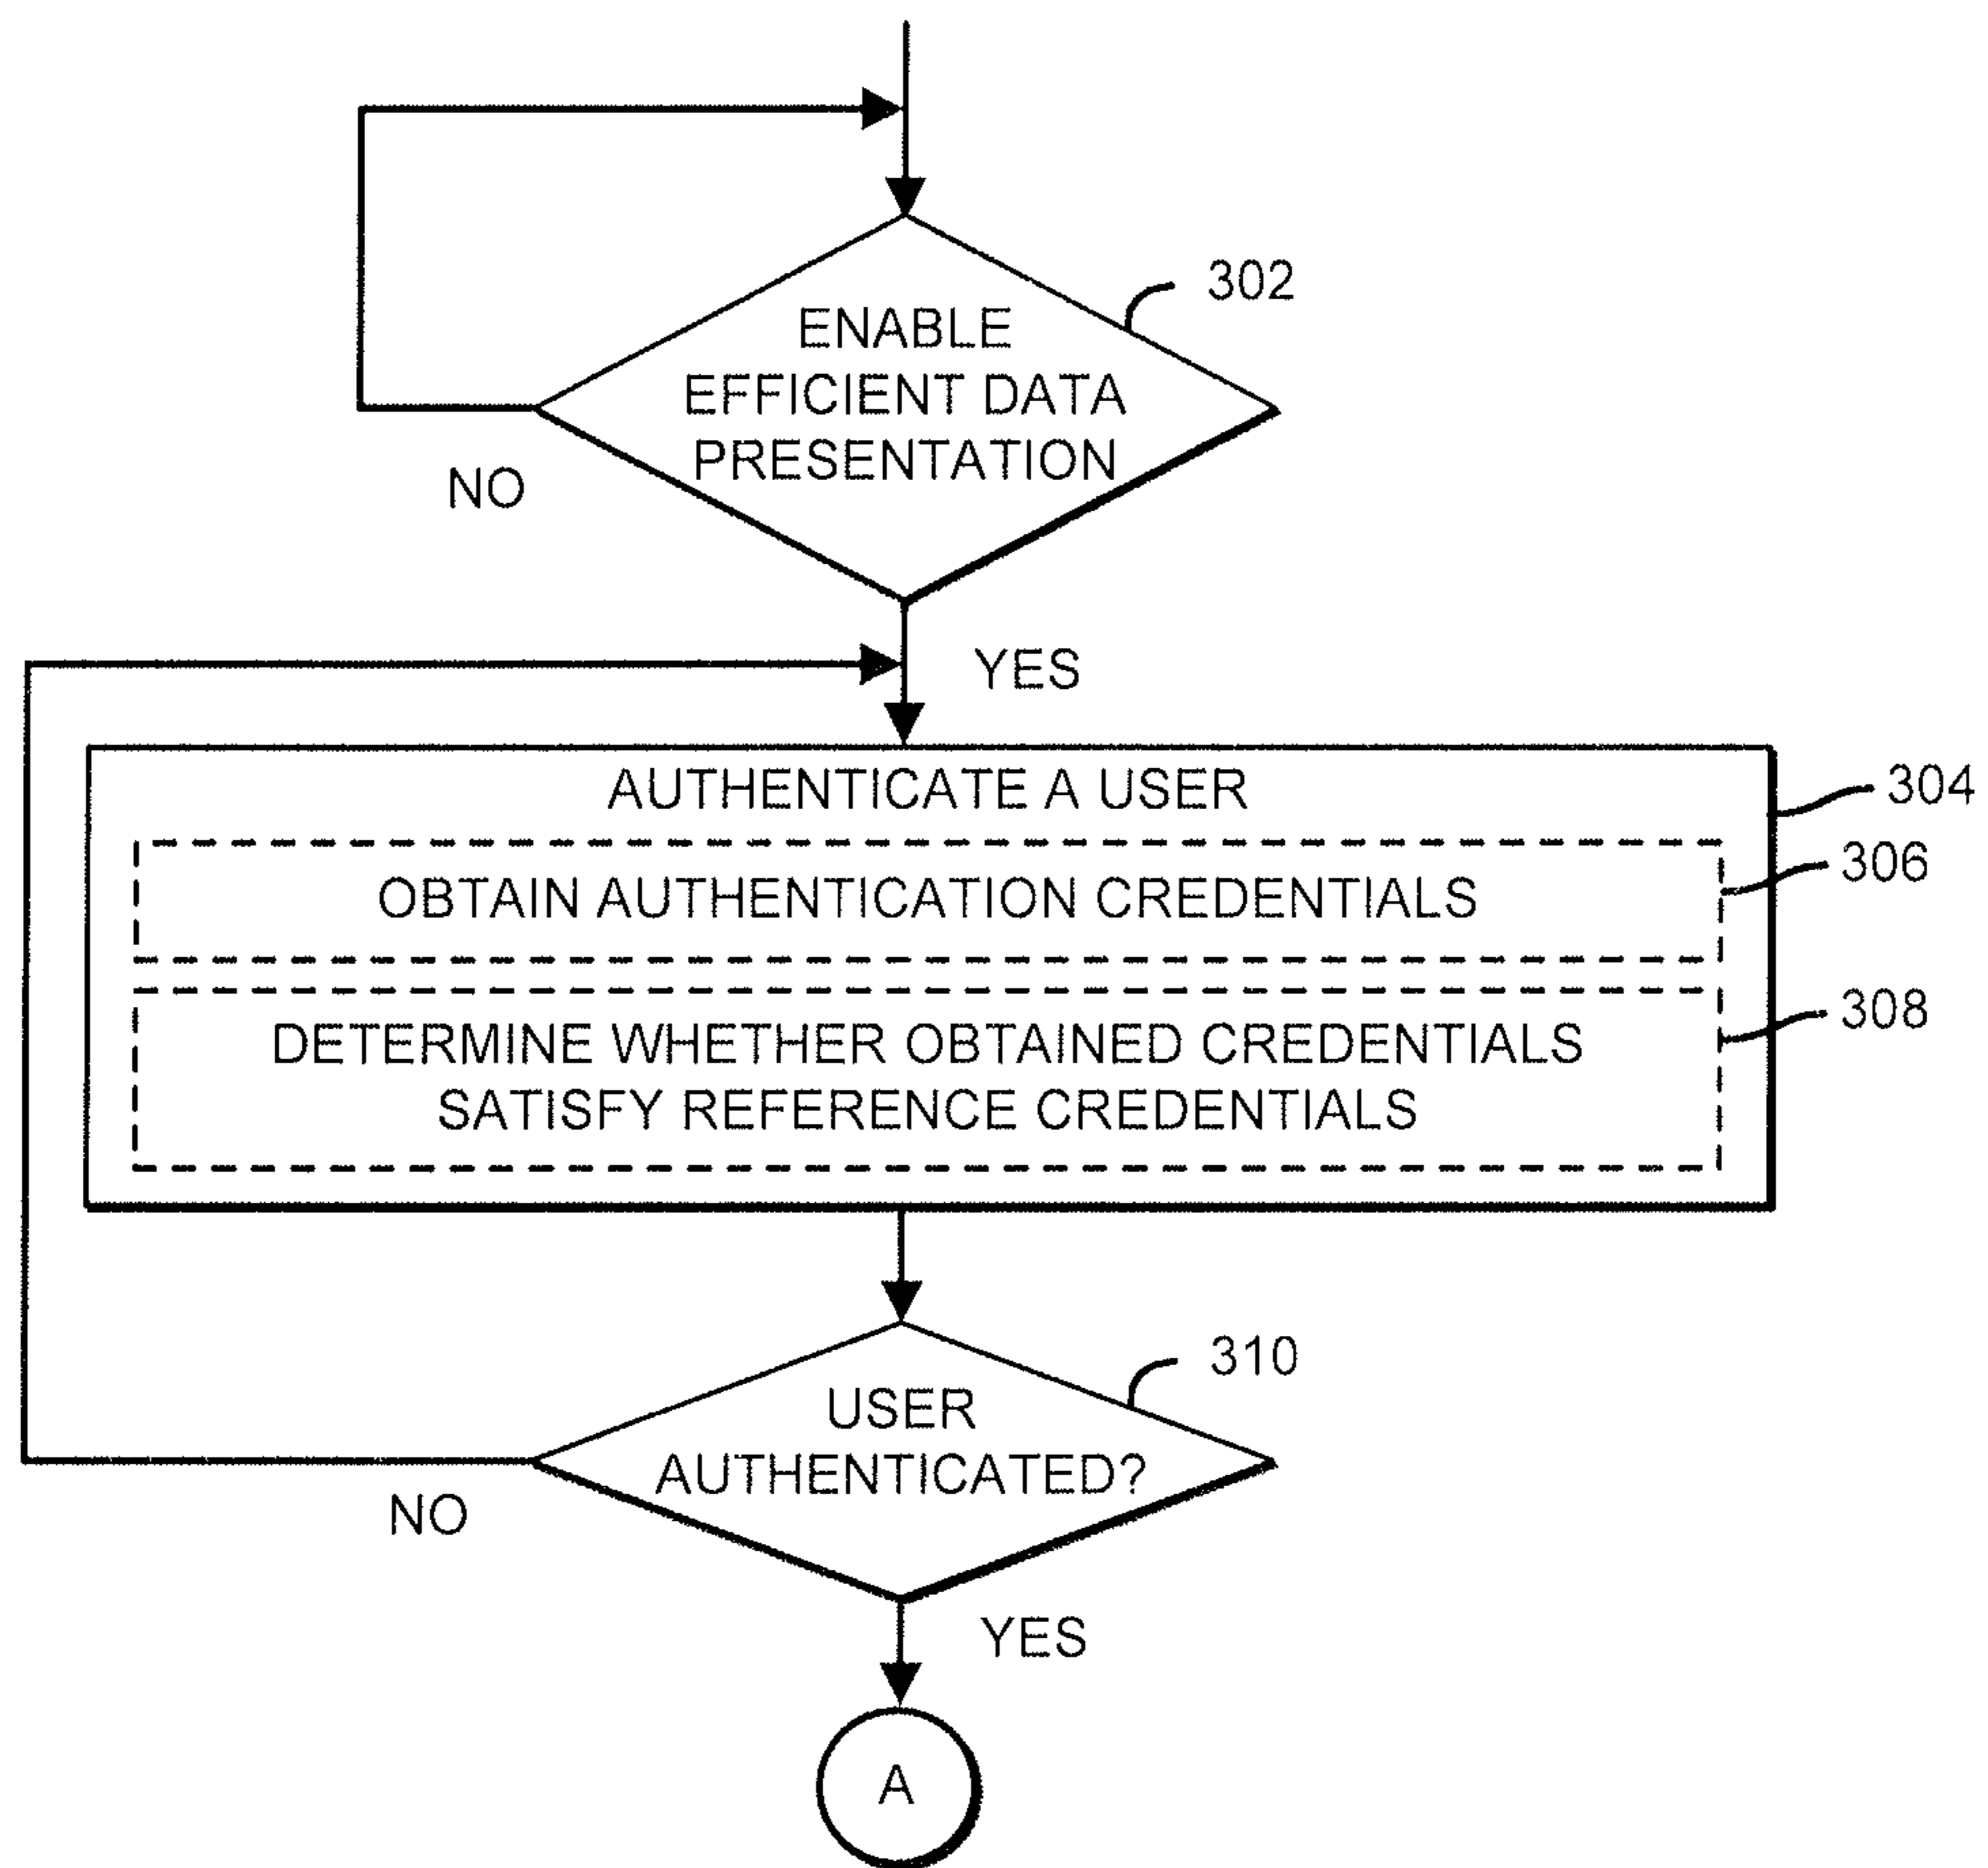 302
ENABLE
EFFICIENT DATA
PRESENTATION
NO
YES
AUTHENTICATE A USER
304
OBTAIN AUTHENTICATION CREDENTIALS
306
DETERMINE WHETHER OBTAINED CREDENTIALS
SATISFY REFERENCE CREDENTIALS
308
310
USER
AUTHENTICATED?
NO
YES
A